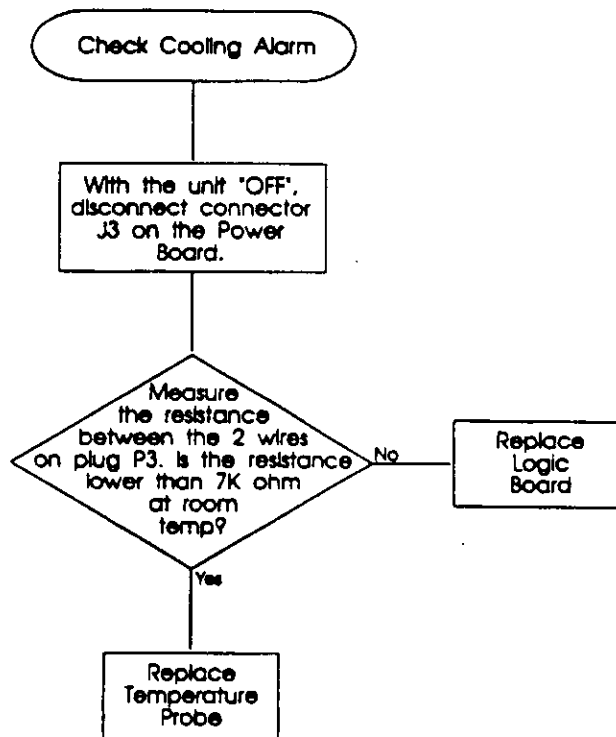 Check Cooling Alarm
With the unit "OFF",
disconnect connector
J3 on the Power
Board.
Measure
the resistance
between the 2 wires
on plug P3. Is the resistance
lower than 7K ohm
at room
temp?
No
Replace
Logic
Board
Yes
Replace
Temperature
Probe